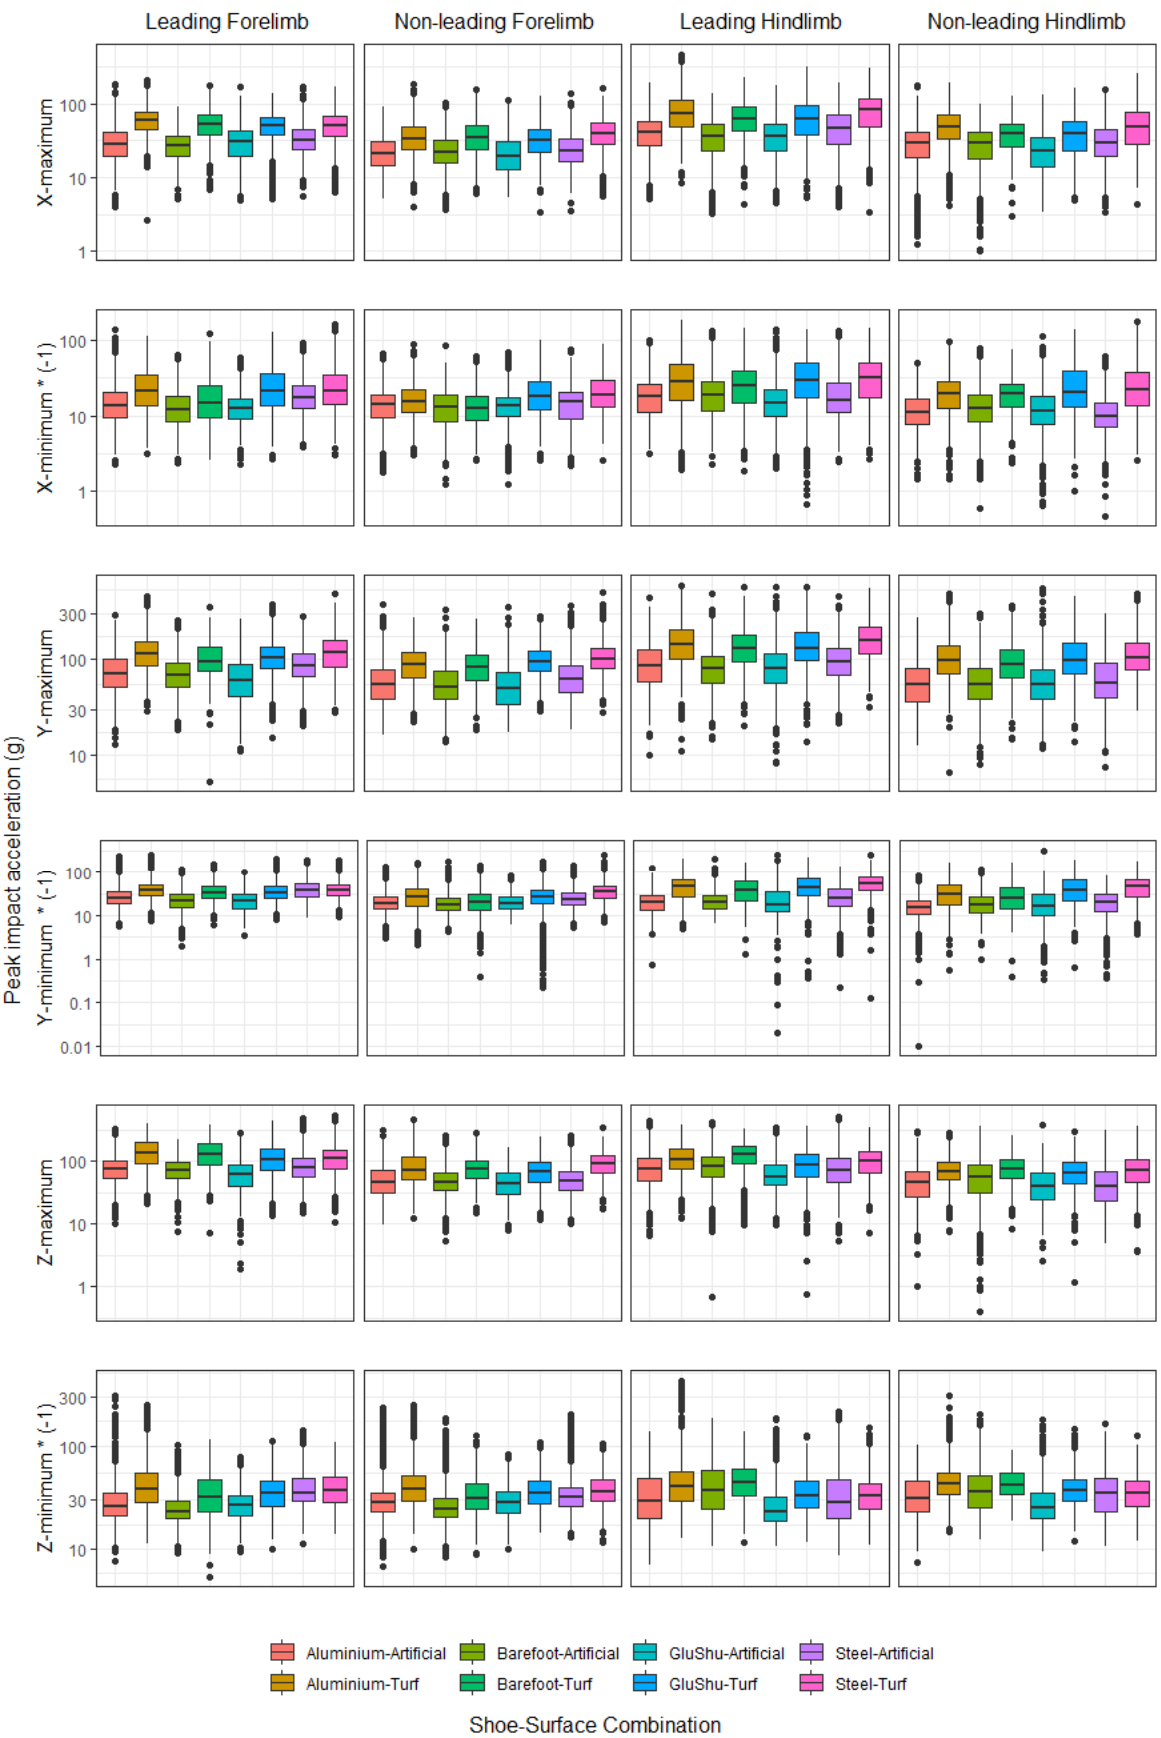 Leading Forelimb Non-leading Forelimb Leading Hindlimb Non-leading Hindlimb
Peak impact acceleration (g)
X-maximum
100
10
1
X-minimum * (-1)
100
10
1
Y-maximum
300
100
30
10
Y-minimum * (-1)
100
10
1
0.1
0.01
Z-maximum
100
10
1
Z-minimum * (-1)
300
100
30
10
Aluminium-Artificial Barefoot-Artificial GluShu-Artificial Steel-Artificial
Aluminium-Turf Barefoot-Turf GluShu-Turf Steel-Turf
Shoe-Surface Combination